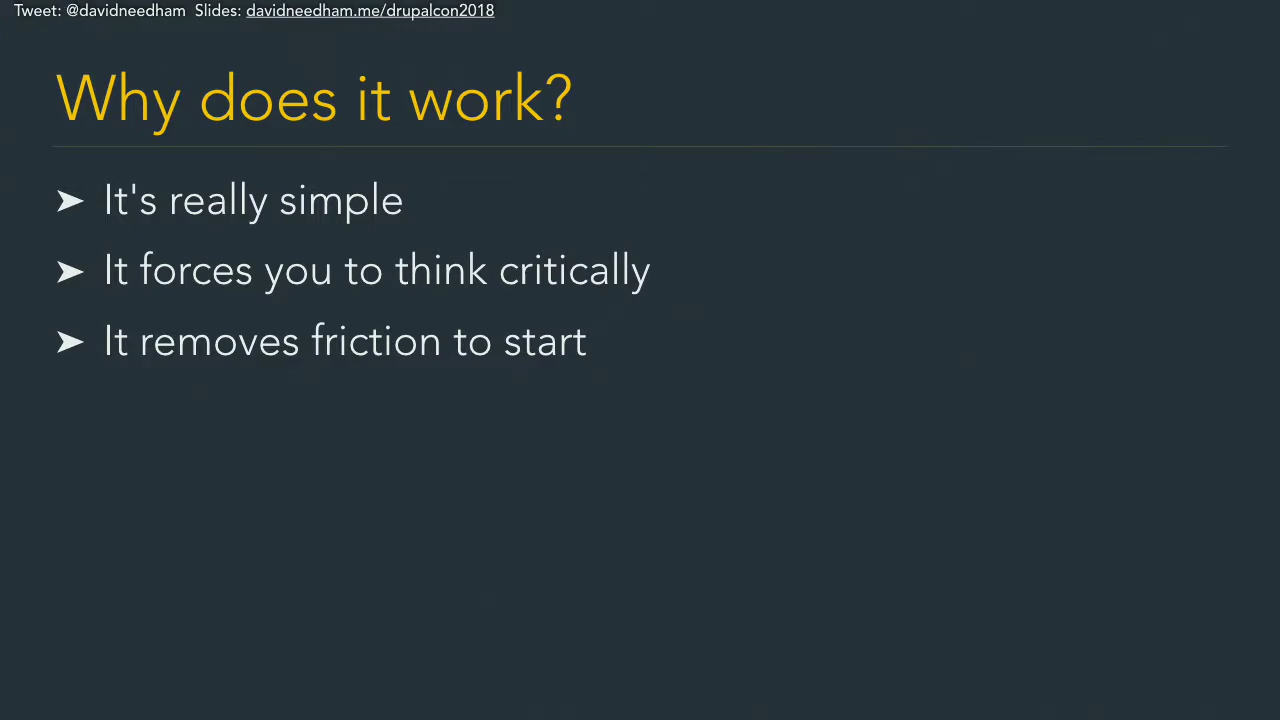 Tweet: @davidneedham Slides: davidneedham.me/drupalcon2018
Why does it work?
➤ It's really simple
➤ It forces you to think critically
➤ It removes friction to start